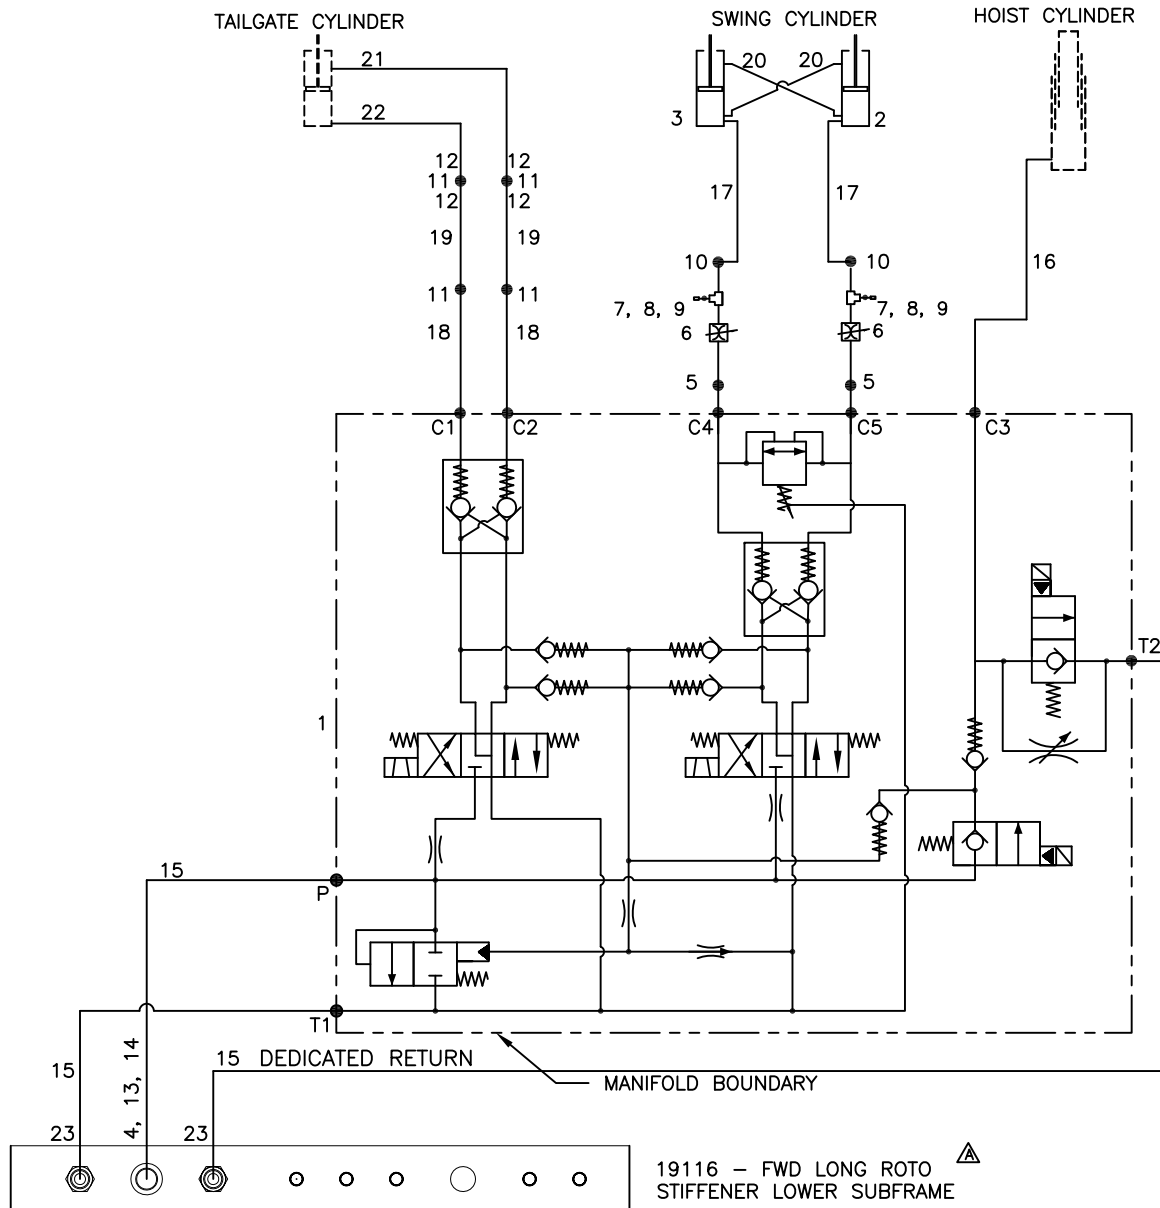 TAILGATE CYLINDER
SWING CYLINDER
HOIST CYLINDER
21
20 20
22
3
2
12 12
11 11
12 12
17 17
19 19
10 10
16
11 11
7, 8, 9
7, 8, 9
18 18
6 6
5 5
C1 C2
C4 C5
C3
T2
1
15
P
T1
15
4, 13, 14
15 DEDICATED RETURN
MANIFOLD BOUNDARY
23 23
19116 – FWD LONG ROTO
STIFFENER LOWER SUBFRAME
A